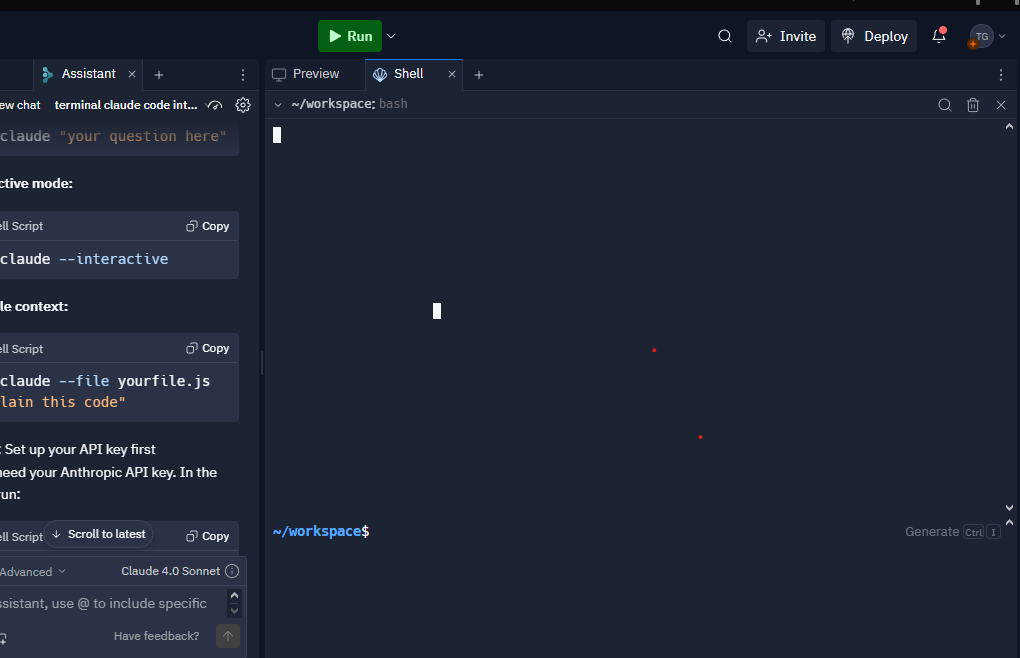 Run
Invite
Deploy
TG
Assistant
Preview
Shell
ew chat
terminal claude code int...
~/workspace: bash
claude "your question here"
ctive mode:
ell Script
Copy
claude --interactive
le context:
ell Script
Copy
claude --file yourfile.js
lain this code"
: Set up your API key first
need your Anthropic API key. In the
run:
ell Script
Scroll to latest
Copy
~/workspace$
Generate Ctrl I
Advanced
Claude 4.0 Sonnet
ssistant, use @ to include specific
Have feedback?